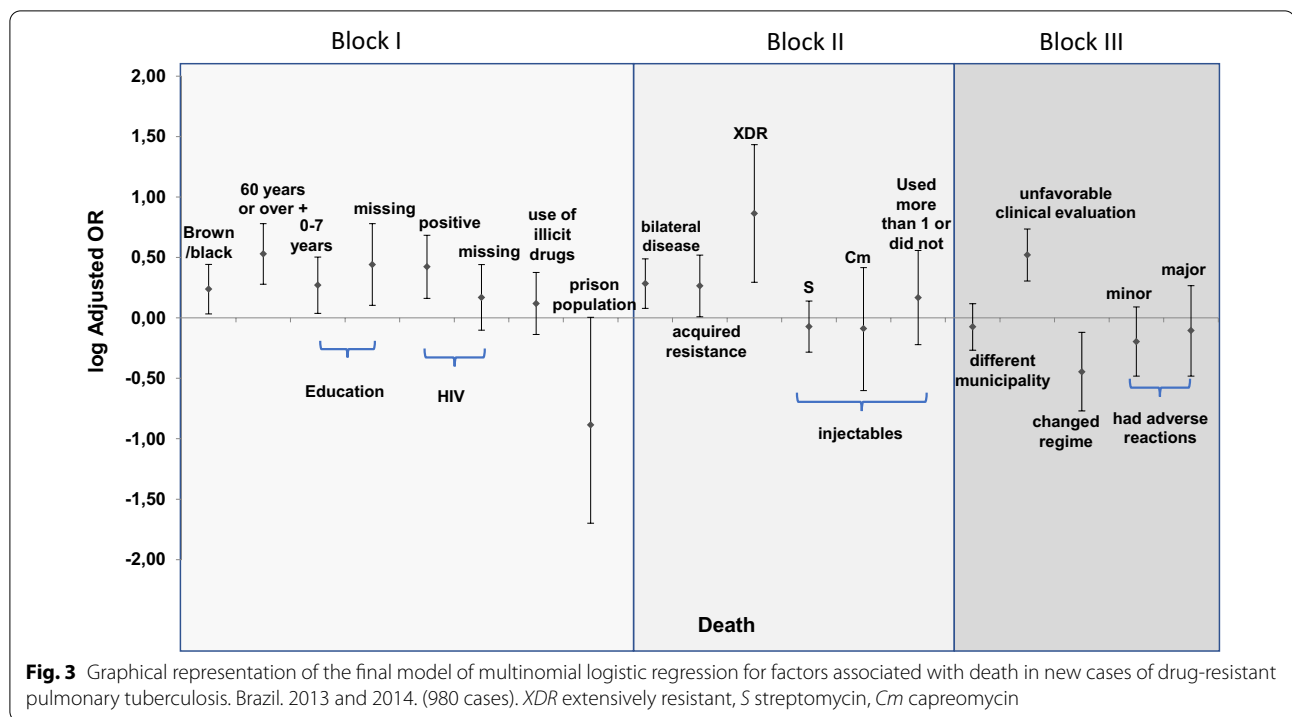 Block I
Block II
Block III
2,00
1,50
1,00
0,50
0,00
-0,50
-1,00
-1,50
-2,00
log Adjusted OR
Brown
/black
60 years
or over +
0-7
years
missing
Education
positive
missing
HIV
use of
illicit
drugs
prison
population
bilateral
disease
acquired
resistance
XDR
S
Cm
Used
more
than 1 or
did not
injectables
different
municipality
unfavorable
clinical evaluation
changed
regime
minor
major
had adverse
reactions
Death
Fig. 3 Graphical representation of the final model of multinomial logistic regression for factors associated with death in new cases of drug-resistant
pulmonary tuberculosis. Brazil. 2013 and 2014. (980 cases). XDR extensively resistant, S streptomycin, Cm capreomycin